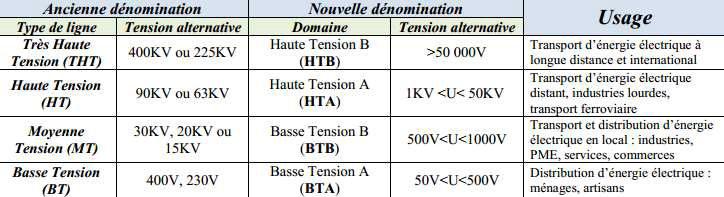 Ancienne dénomination Nouvelle dénomination Usage
Type de ligne Tension alternative Domaine Tension alternative
Très Haute Tension (THT) 400KV ou 225KV Haute Tension B (HTB) >50 000V Transport d’énergie électrique à longue distance et international
Haute Tension (HT) 90KV ou 63KV Haute Tension A (HTA) 1KV <U< 50KV Transport d’énergie électrique distant, industries lourdes, transport ferroviaire
Moyenne Tension (MT) 30KV, 20KV ou 15KV Basse Tension B (BTB) 500V<U<1000V Transport et distribution d’énergie électrique en local : industries, PME, services, commerces
Basse Tension (BT) 400V, 230V Basse Tension A (BTA) 50V<U<500V Distribution d’énergie électrique : ménages, artisans